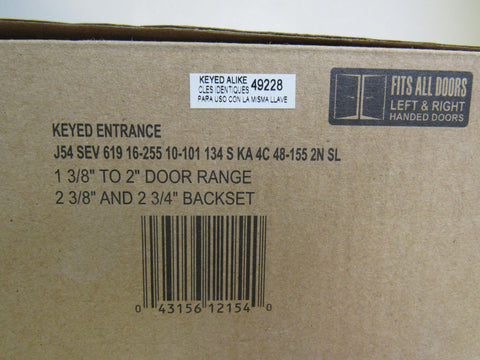 KEYED ALIKE
CLES IDENTIQUES 49228
PARA USO CON LA MISMA LLAVE
FITS ALL DOORS
LEFT & RIGHT
HANDED DOORS
KEYED ENTRANCE
J54 SEV 619 16-255 10-101 134 S KA 4C 48-155 2N SL
1 3/8" TO 2" DOOR RANGE
2 3/8" AND 2 3/4" BACKSET
0 43156 12154 0